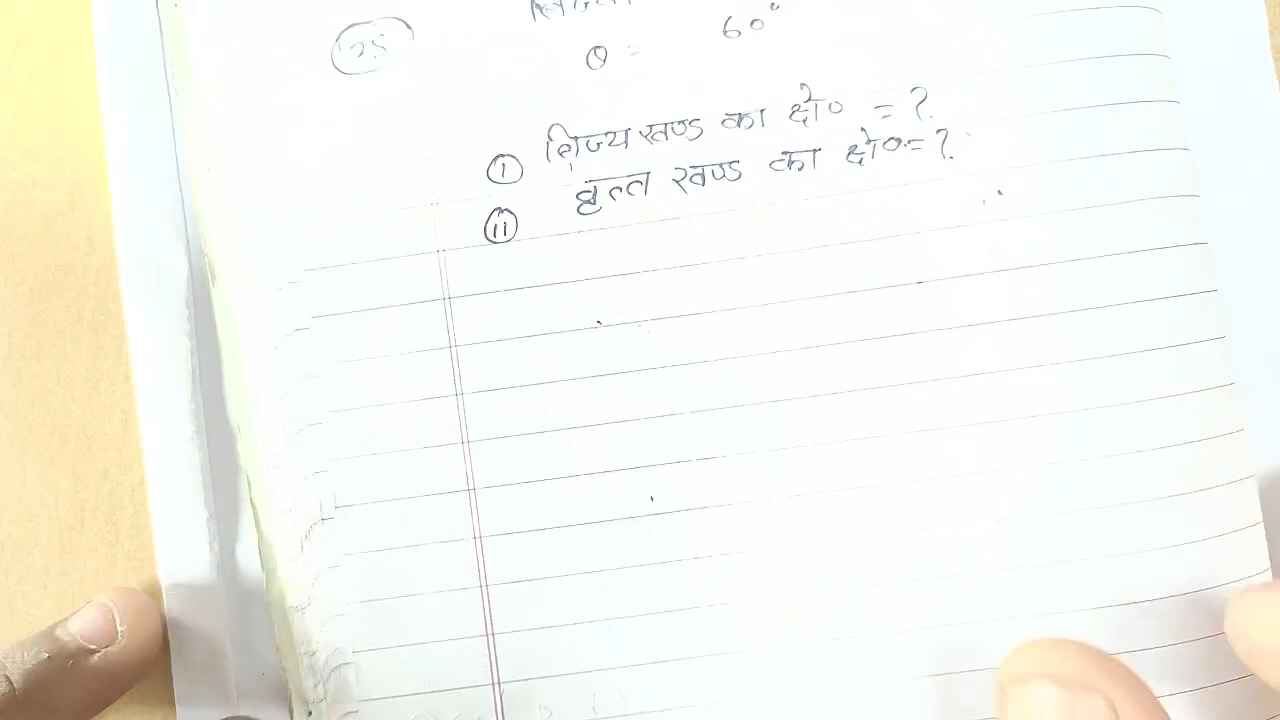 25
θ = 60°
i त्रिज्य खण्ड का क्षे० = ?
ii वृत्त खण्ड का क्षे० = ?